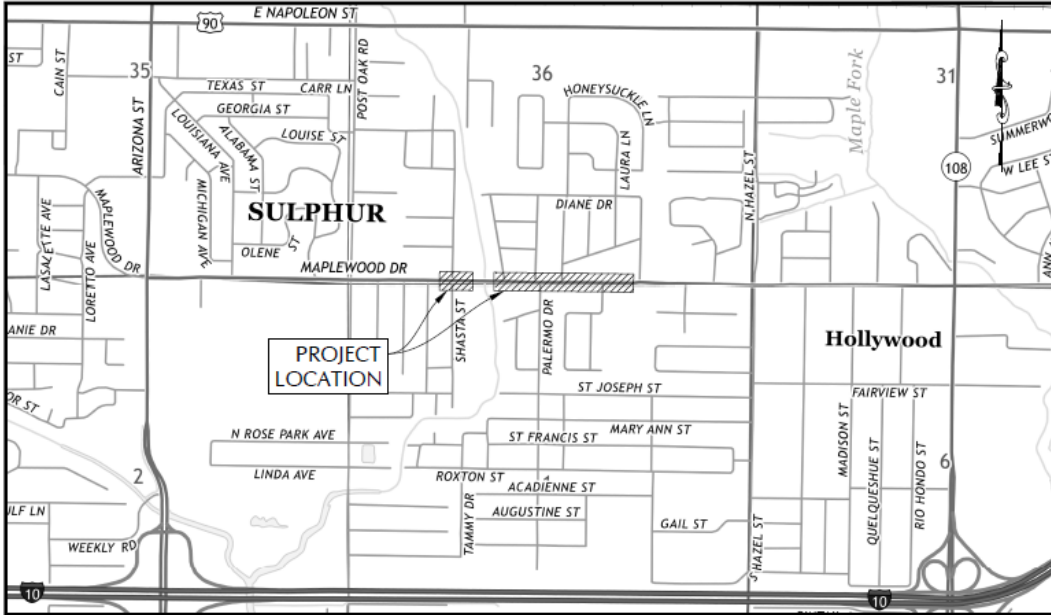 E NAPOLEON ST
90
ST
CAIN ST
35
ARIZONA ST
TEXAS ST
CARR LN
POST OAK RD
GEORGIA ST
LOUISIANA AVE
ALABAMA ST
LOUISE ST
MICHIGAN AVE
SULPHUR
OLENE ST
MAPLEWOOD DR
MAPLEWOOD DR
LASALETTE AVE
LORETTO AVE
36
HONEYSUCKLE LN
LAURA LN
DIANE DR
N HAZEL ST
Maple Fork
31
108
SUMMERWO
W LEE ST
ANN
ANIE DR
OR ST
PROJECT
LOCATION
SHASTA ST
PALERMO DR
Hollywood
ST JOSEPH ST
FAIRVIEW ST
MARY ANN ST
N ROSE PARK AVE
ST FRANCIS ST
MADISON ST
QUELQUESHUE ST
RIO HONDO ST
6
2
LINDA AVE
ROXTON ST
ACADIENNE ST
AUGUSTINE ST
TAMMY DR
GAIL ST
S HAZEL ST
ULF LN
WEEKLY RD
10
10